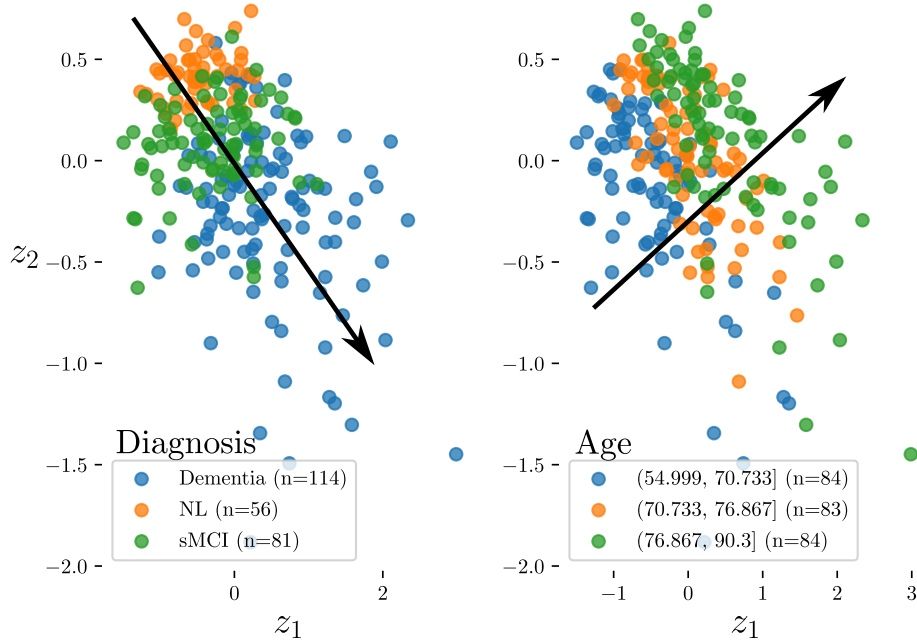 0.5
0.0
−0.5
−1.0
−1.5
−2.0
z2
Diagnosis
Dementia (n=114)
NL (n=56)
sMCI (n=81)
0 2
z1
0.5
0.0
−0.5
−1.0
−1.5
−2.0
Age
(54.999, 70.733] (n=84)
(70.733, 76.867] (n=83)
(76.867, 90.3] (n=84)
−1 0 1 2 3
z1